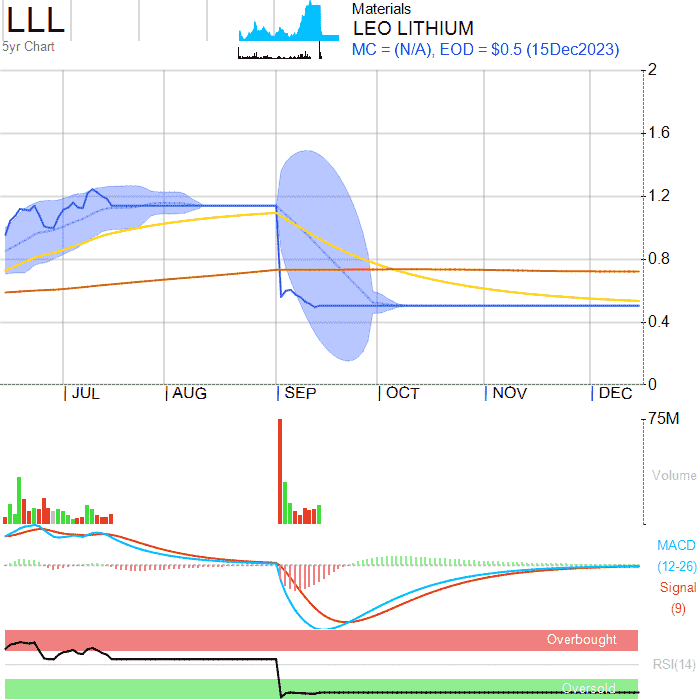 LLL
5yr Chart
Materials
LEO LITHIUM
MC = (N/A), EOD = $0.5 (15Dec2023)
2
1.6
1.2
0.8
0.4
0
JUL AUG SEP OCT NOV DEC
75M
Volume
MACD
(12-26)
Signal
(9)
Overbought
RSI(14)
Oversold